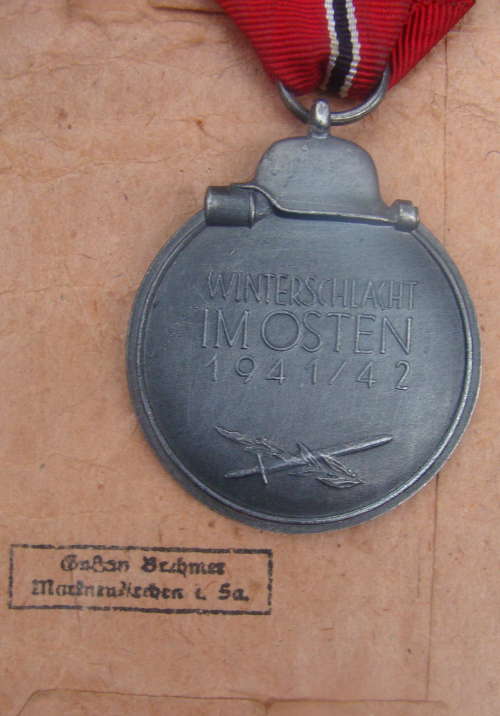 WINTERSCHLACHT
IM OSTEN
1941/42
Gustav Brehmer
Markneukirchen i. Sa.